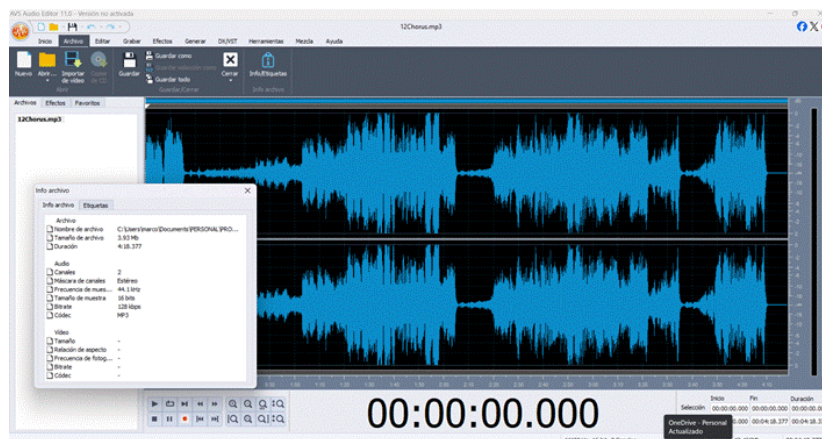 AVS Audio Editor 11.0 - Versión no activada
12Chorus.mp3
Inicio Archivo Editar Grabar Efectos Generar DX/VST Herramientas Mezcla Ayuda
Nuevo Abrir... Importar de vídeo Copiar de CD Guardar
Guardar como
Guardar selección como
Guardar todo
Cerrar Info/Etiquetas
Abrir Guardar/Cerrar Info archivo
Archivos Efectos Favoritos
12Chorus.mp3
Info archivo
Info archivo Etiquetas
Archivo
Nombre de archivo C:\Users\marco\Documents\PERSONAL\PRO...
Tamaño de archivo 3.93 Mb
Duración 4:18.377
Audio
Canales 2
Máscara de canales Estéreo
Frecuencia de mues... 44.1 kHz
Tamaño de muestra 16 bits
Bitrate 128 kbps
Códec MP3
Vídeo
Tamaño -
Relación de aspecto -
Frecuencia de fotog... -
Bitrate -
Códec -
00:00:00.000
Inicio Fin Duración
Selección 00:00:00.000 00:00:00.000
OneDrive - Personal
Actualizado
00:04:18.377